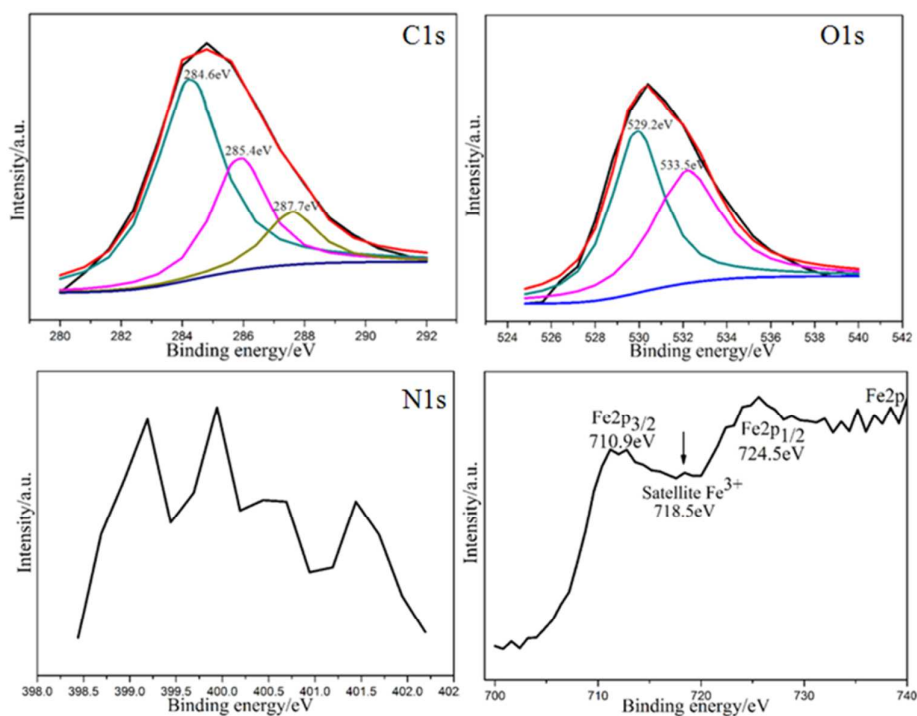 C1s
284.6eV
285.4eV
287.7eV
Intensity/a.u.
280 282 284 286 288 290 292
Binding energy/eV
O1s
529.2eV
533.5eV
Intensity/a.u.
524 526 528 530 532 534 536 538 540 542
Binding energy/eV
N1s
Intensity/a.u.
398.0 398.5 399.0 399.5 400.0 400.5 401.0 401.5 402.0 402
Binding energy/eV
Fe2p
Fe2p3/2
710.9eV
Fe2p1/2
724.5eV
Satellite Fe3+
718.5eV
Intensity/a.u.
700 710 720 730 740
Binding energy/eV